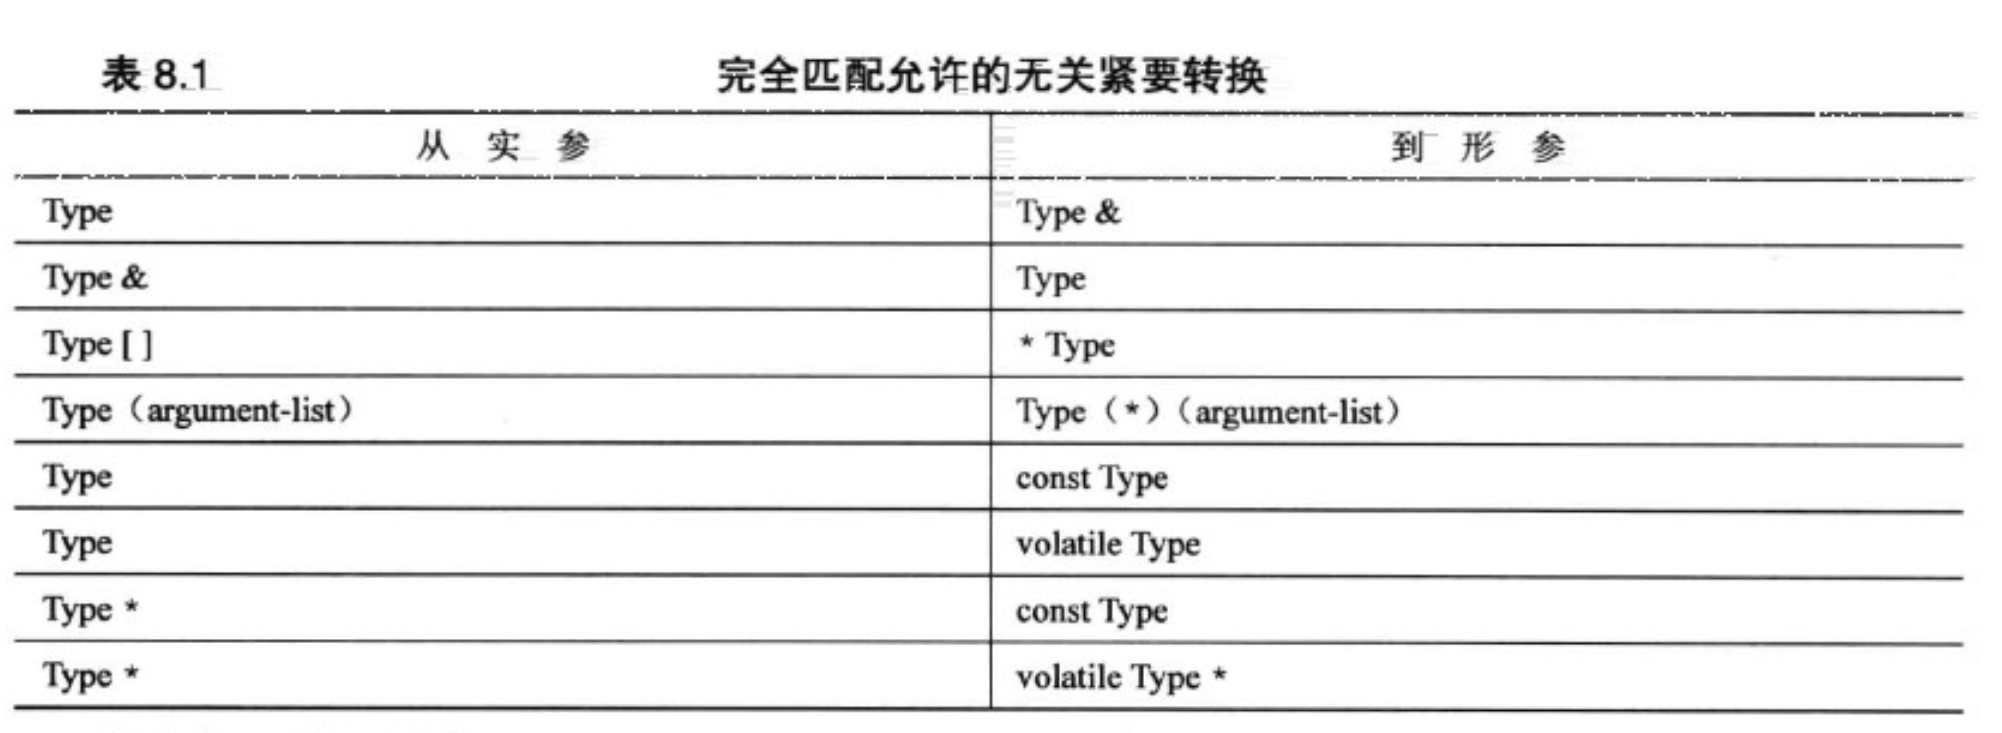 表 8.1 完全匹配允许的无关紧要转换
从 实 参 到 形 参
Type Type &
Type & Type
Type [ ] * Type
Type（argument-list） Type（*）（argument-list）
Type const Type
Type volatile Type
Type * const Type
Type * volatile Type *